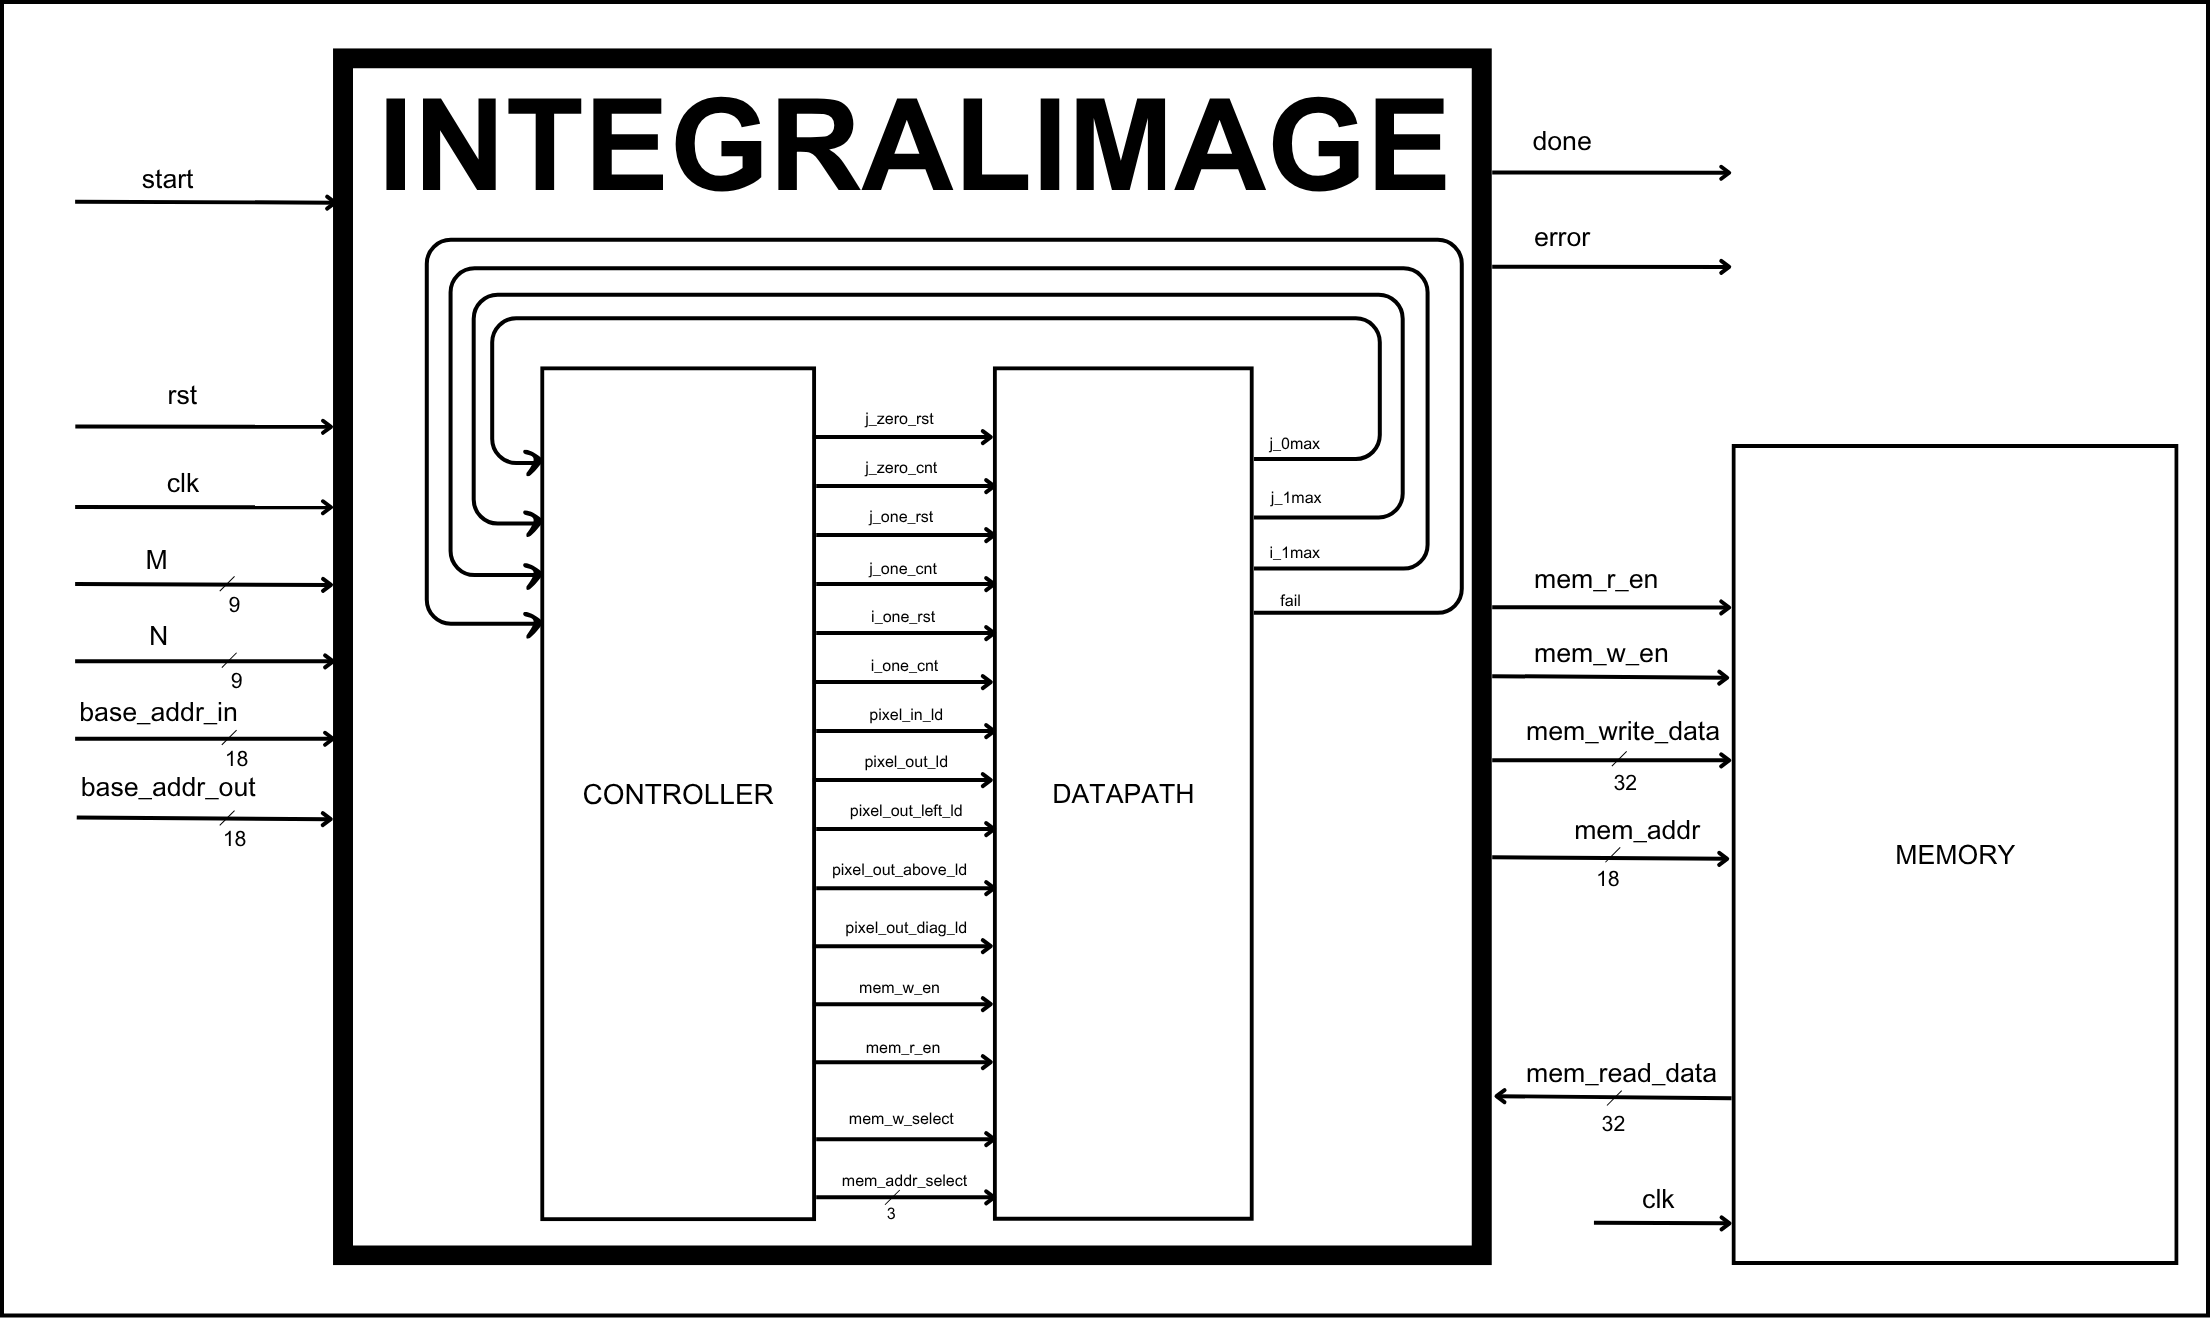 INTEGRALIMAGE
start
rst
clk
M
9
N
9
base_addr_in
18
base_addr_out
18
CONTROLLER
j_zero_rst
j_zero_cnt
j_one_rst
j_one_cnt
i_one_rst
i_one_cnt
pixel_in_ld
pixel_out_ld
pixel_out_left_ld
pixel_out_above_ld
pixel_out_diag_ld
mem_w_en
mem_r_en
mem_w_select
mem_addr_select
3
DATAPATH
j_0max
j_1max
i_1max
fail
done
error
mem_r_en
mem_w_en
mem_write_data
32
mem_addr
18
mem_read_data
32
clk
MEMORY